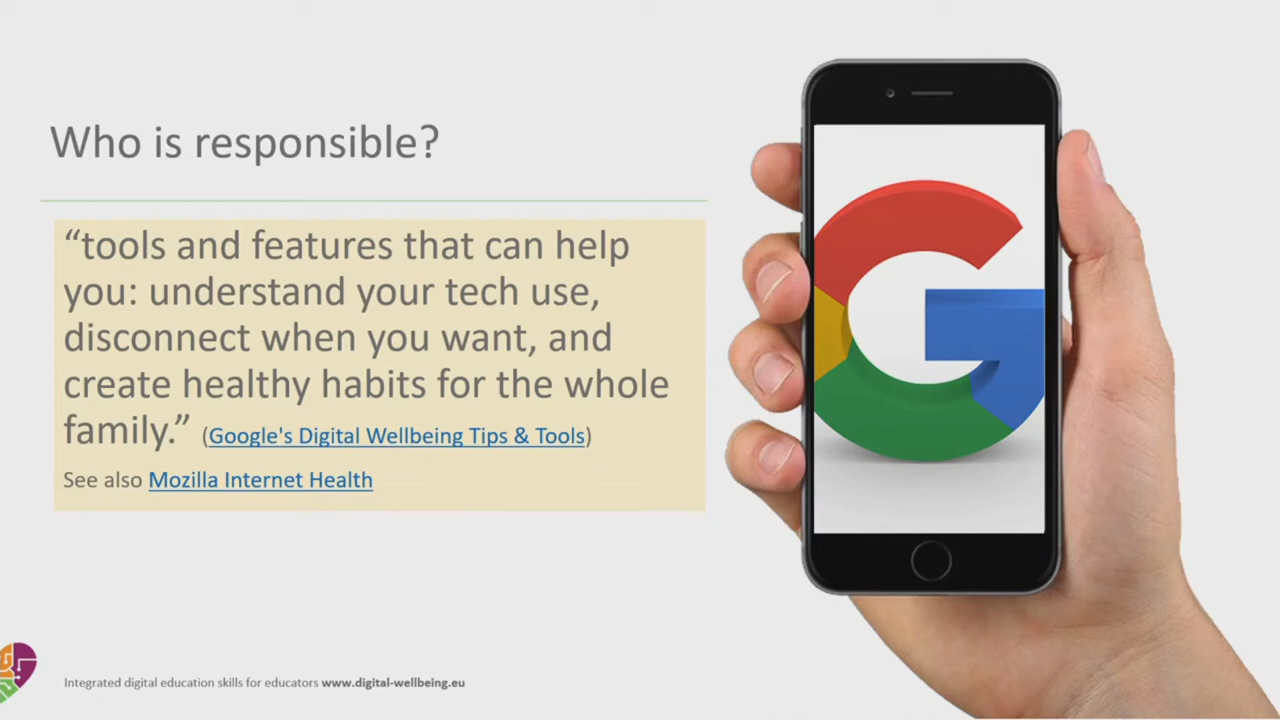 Who is responsible?
“tools and features that can help
you: understand your tech use,
disconnect when you want, and
create healthy habits for the whole
family.” (Google's Digital Wellbeing Tips & Tools)
See also Mozilla Internet Health
Integrated digital education skills for educators www.digital-wellbeing.eu